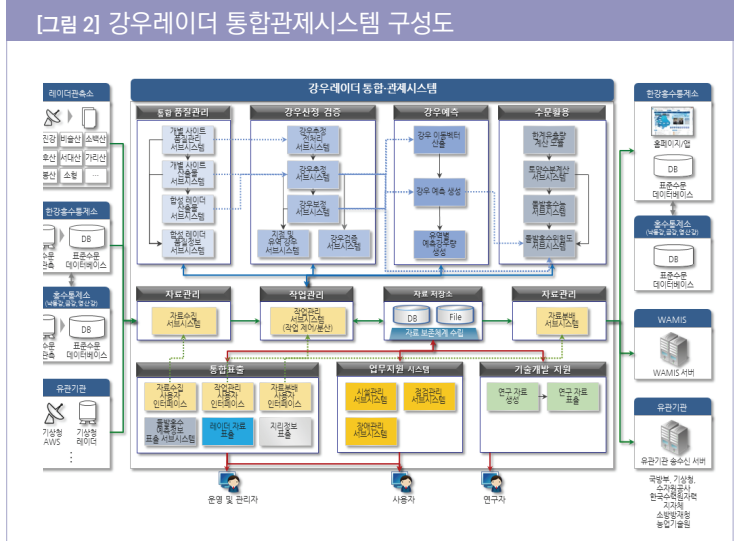 [그림 2] 강우레이더 통합관제시스템 구성도
레이더관측소
진강 비슬산 소백산
후산 서대산 가리산
봉산 소형 ...
한강홍수통제소
DB
수문
관측
표준수문
데이터베이스
홍수통제소
(낙동강,금강,영산강)
DB
수문
관측
표준수문
데이터베이스
유관기관
기상청
AWS
기상청
레이더
강우레이더 통합·관제시스템
통합 품질관리
개별 사이트
품질관리
서브시스템
개별 사이트
산출물
서브시스템
합성 레이더
산출물
서브시스템
합성 레이더
품질정보
서브시스템
강우산정 검증
강우추정
전처리
서브시스템
강우추정
서브시스템
강우보정
서브시스템
지점 및
유역 강우
서브시스템
강우검증
서브시스템
강우예측
강우 이동벡터
산출
강우 예측 생성
유역별
예측강우량
생성
수문활용
한계유출량
계산 모듈
토양수분계산
서브시스템
돌발홍수능
서브시스템
돌발홍수위험도
서브시스템
자료관리
자료수집
서브시스템
작업관리
작업관리
서브시스템
(작업 제어/분산)
자료 저장소
DB
File
자료 보존체계 수립
자료관리
자료분배
서브시스템
통합표출
자료수집
사용자
인터페이스
작업관리
사용자
인터페이스
자료분배
사용자
인터페이스
돌발홍수
예측정보
표출 서브시스템
레이더 자료
표출
지리정보
표출
업무지원 시스템
시설관리
서브시스템
점검관리
서브시스템
장애관리
서브시스템
기술개발 지원
연구 자료
생성
연구 자료
표출
운영 및 관리자
사용자
연구자
한강홍수통제소
홈페이지/앱
DB
표준수문
데이터베이스
홍수통제소
(낙동강,금강,영산강)
DB
표준수문
데이터베이스
WAMIS
WAMIS 서버
유관기관
유관기관 송수신 서버
국방부, 기상청,
수자원공사
한국수력원자력
지자체
소방방재청
농업기술원